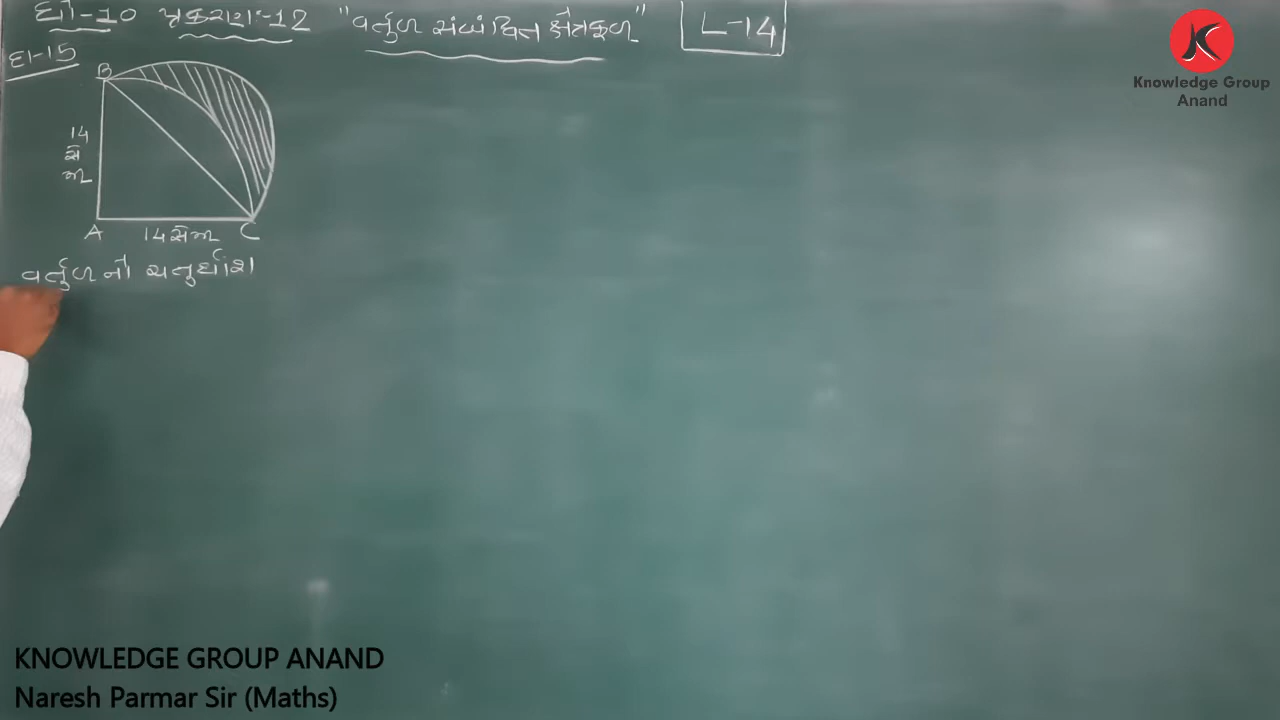 ધો-10 પ્રકરણ:-12 "વર્તુળ સંબંધિત ક્ષેત્રફળ" L-14
દા-15
B
14
સે
મી
A 14 સેમી C
વર્તુળ નો ચતુર્થાંશ
Knowledge Group
Anand
KNOWLEDGE GROUP ANAND
Naresh Parmar Sir (Maths)